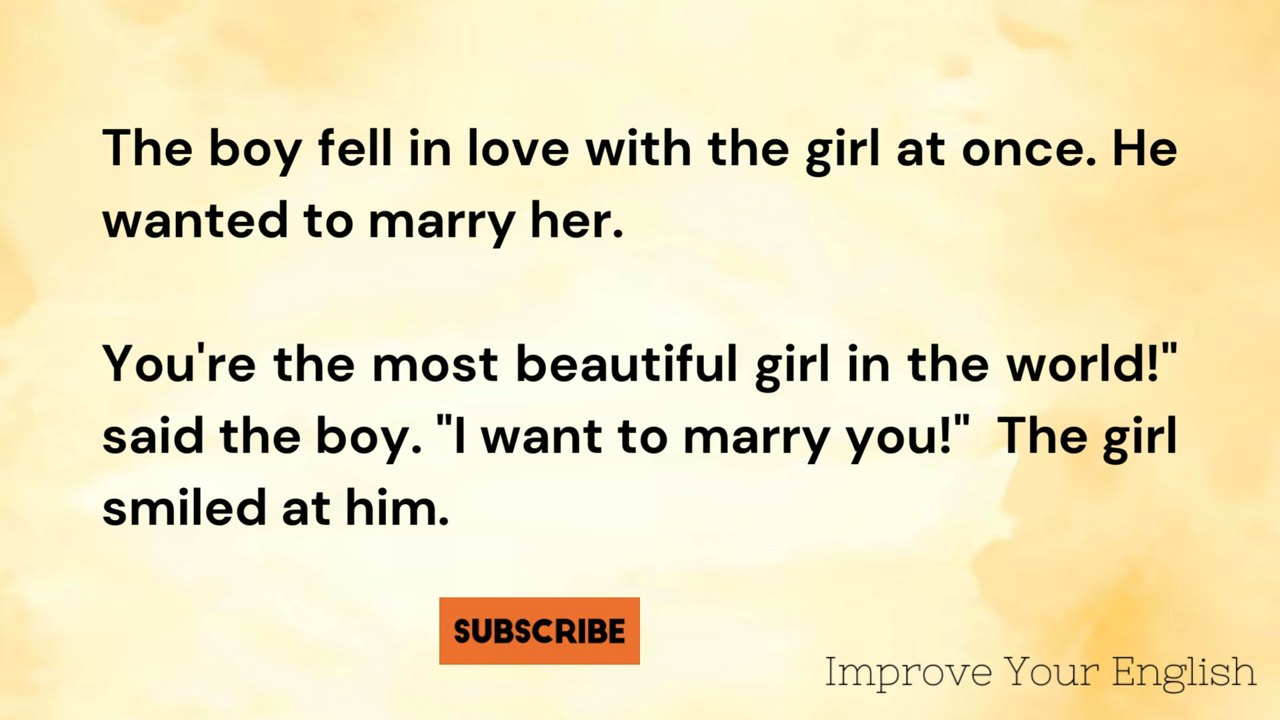 The boy fell in love with the girl at once. He
wanted to marry her.
You're the most beautiful girl in the world!"
said the boy. "I want to marry you!"  The girl
smiled at him.
SUBSCRIBE
Improve Your English